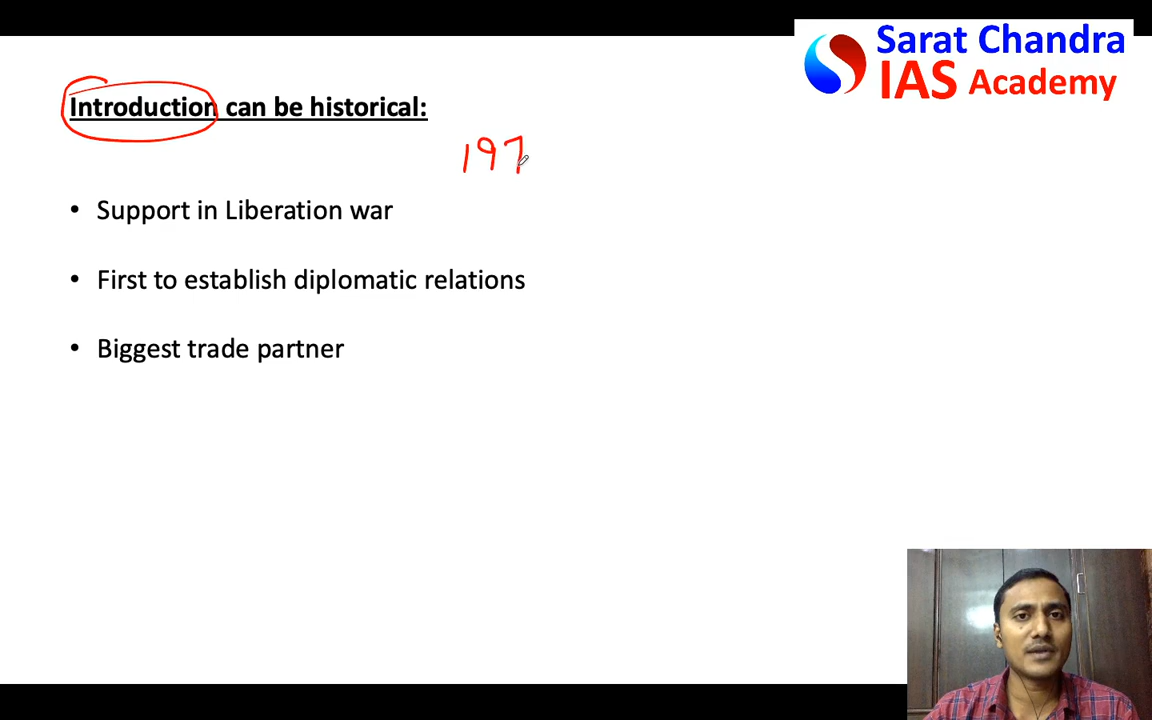 Sarat Chandra
IAS Academy
Introduction can be historical:
197
• Support in Liberation war
• First to establish diplomatic relations
• Biggest trade partner